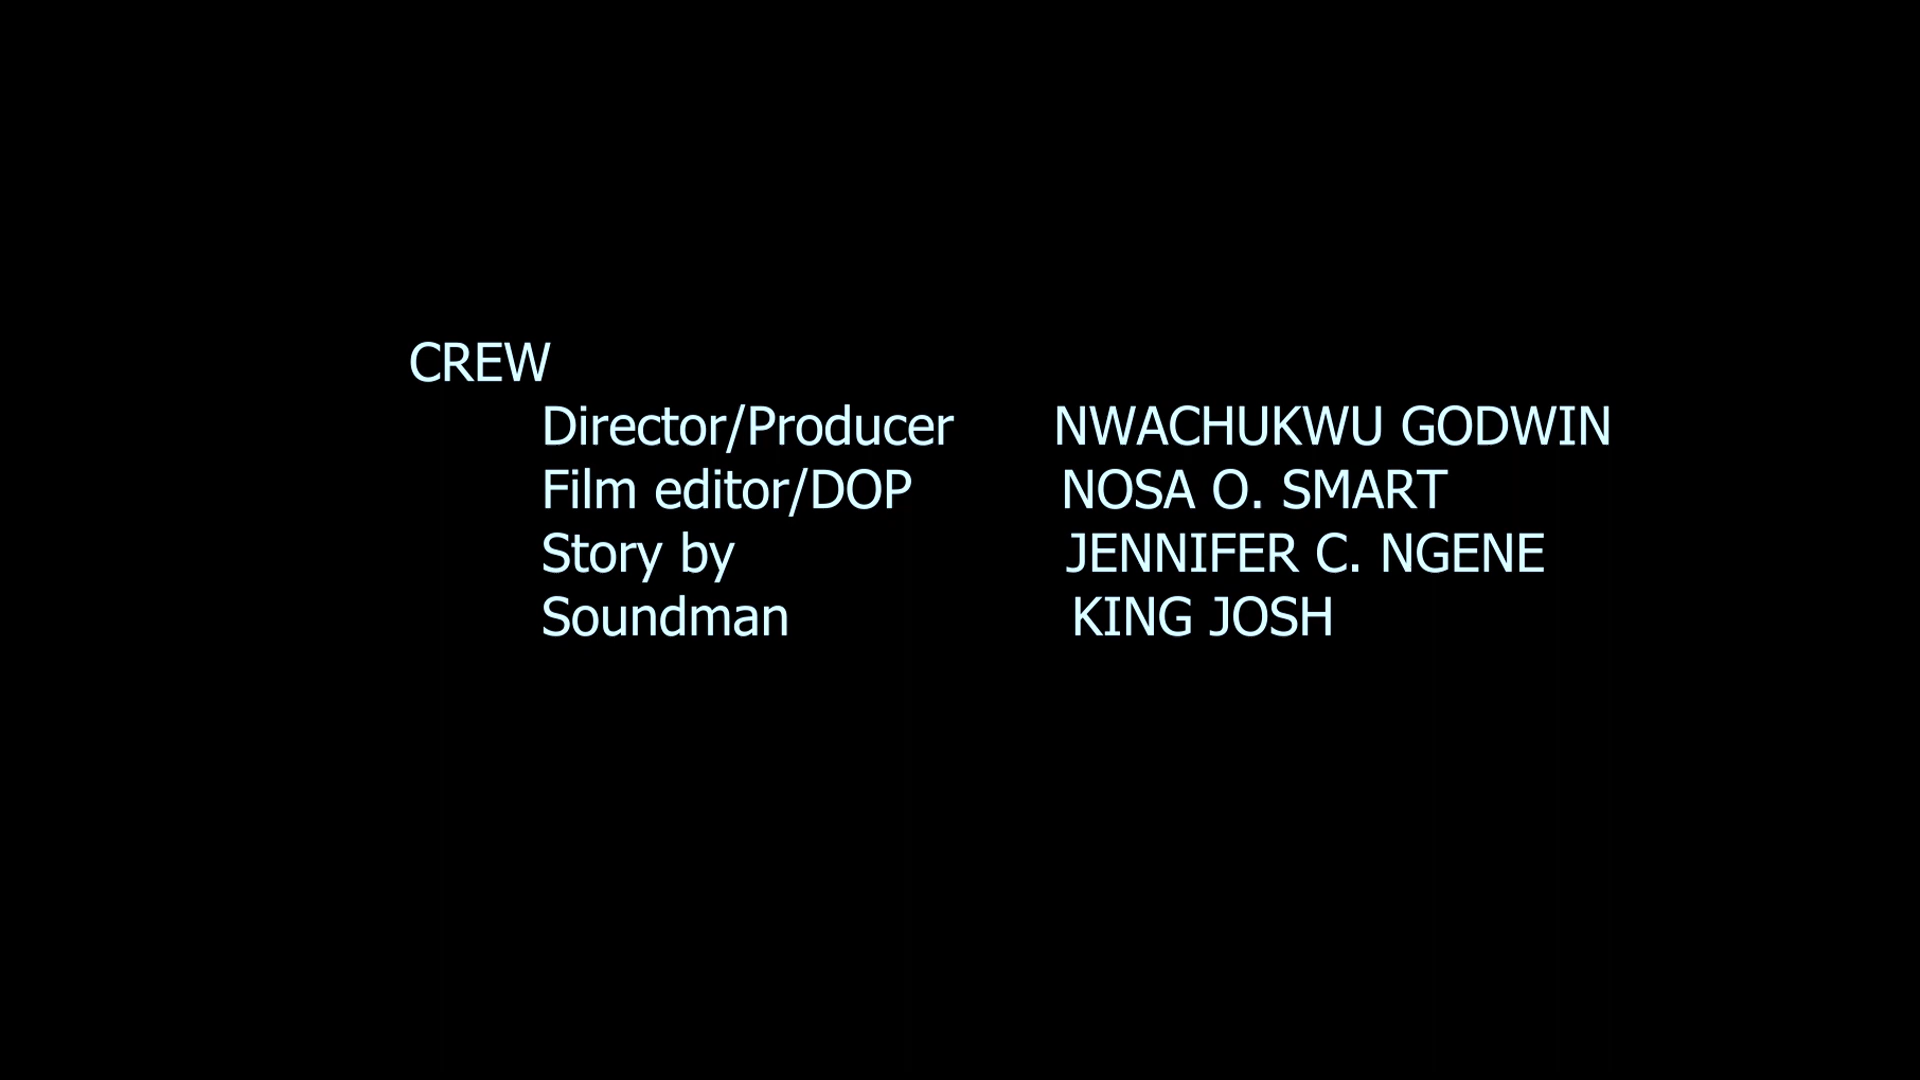 CREW
Director/Producer NWACHUKWU GODWIN
Film editor/DOP NOSA O. SMART
Story by JENNIFER C. NGENE
Soundman KING JOSH